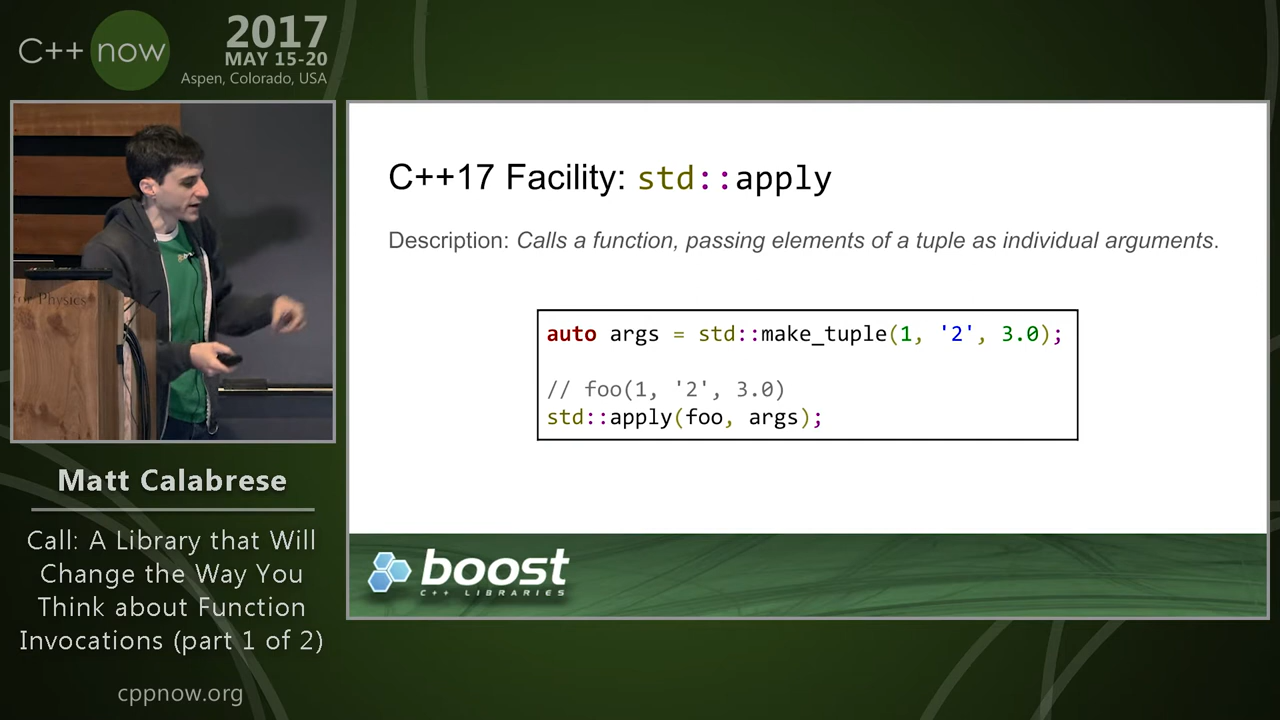 C++ now
2017
MAY 15-20
Aspen, Colorado, USA
for Physics
Matt Calabrese
Call: A Library that Will
Change the Way You
Think about Function
Invocations (part 1 of 2)
cppnow.org
C++17 Facility: std::apply
Description: Calls a function, passing elements of a tuple as individual arguments.
auto args = std::make_tuple(1, '2', 3.0);
// foo(1, '2', 3.0)
std::apply(foo, args);
boost
C++ LIBRARIES